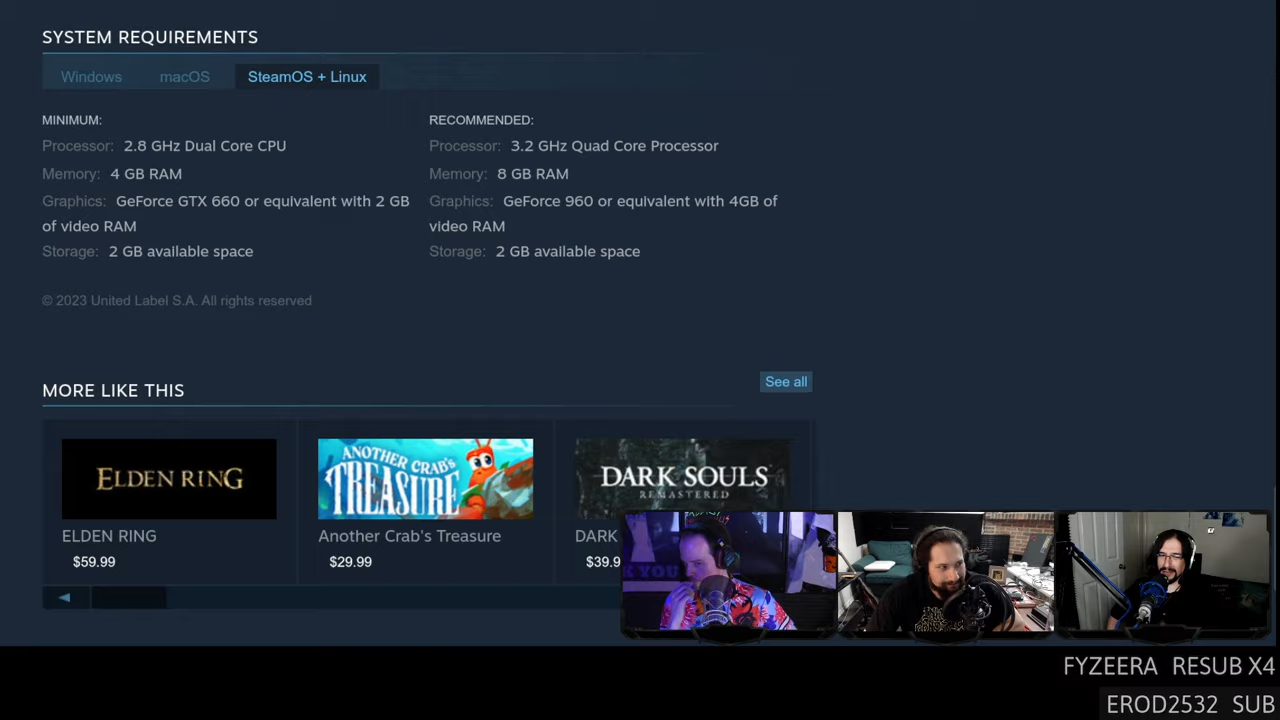 SYSTEM REQUIREMENTS
Windows macOS SteamOS + Linux
MINIMUM:
Processor: 2.8 GHz Dual Core CPU
Memory: 4 GB RAM
Graphics: GeForce GTX 660 or equivalent with 2 GB
of video RAM
Storage: 2 GB available space
RECOMMENDED:
Processor: 3.2 GHz Quad Core Processor
Memory: 8 GB RAM
Graphics: GeForce 960 or equivalent with 4GB of
video RAM
Storage: 2 GB available space
© 2023 United Label S.A. All rights reserved
MORE LIKE THIS
See all
ELDEN RING
ELDEN RING
$59.99
ANOTHER CRAB'S
TREASURE
Another Crab's Treasure
$29.99
DARK SOULS
REMASTERED
DARK
$39.9
K YOU
FYZEERA RESUB X4
EROD2532 SUB